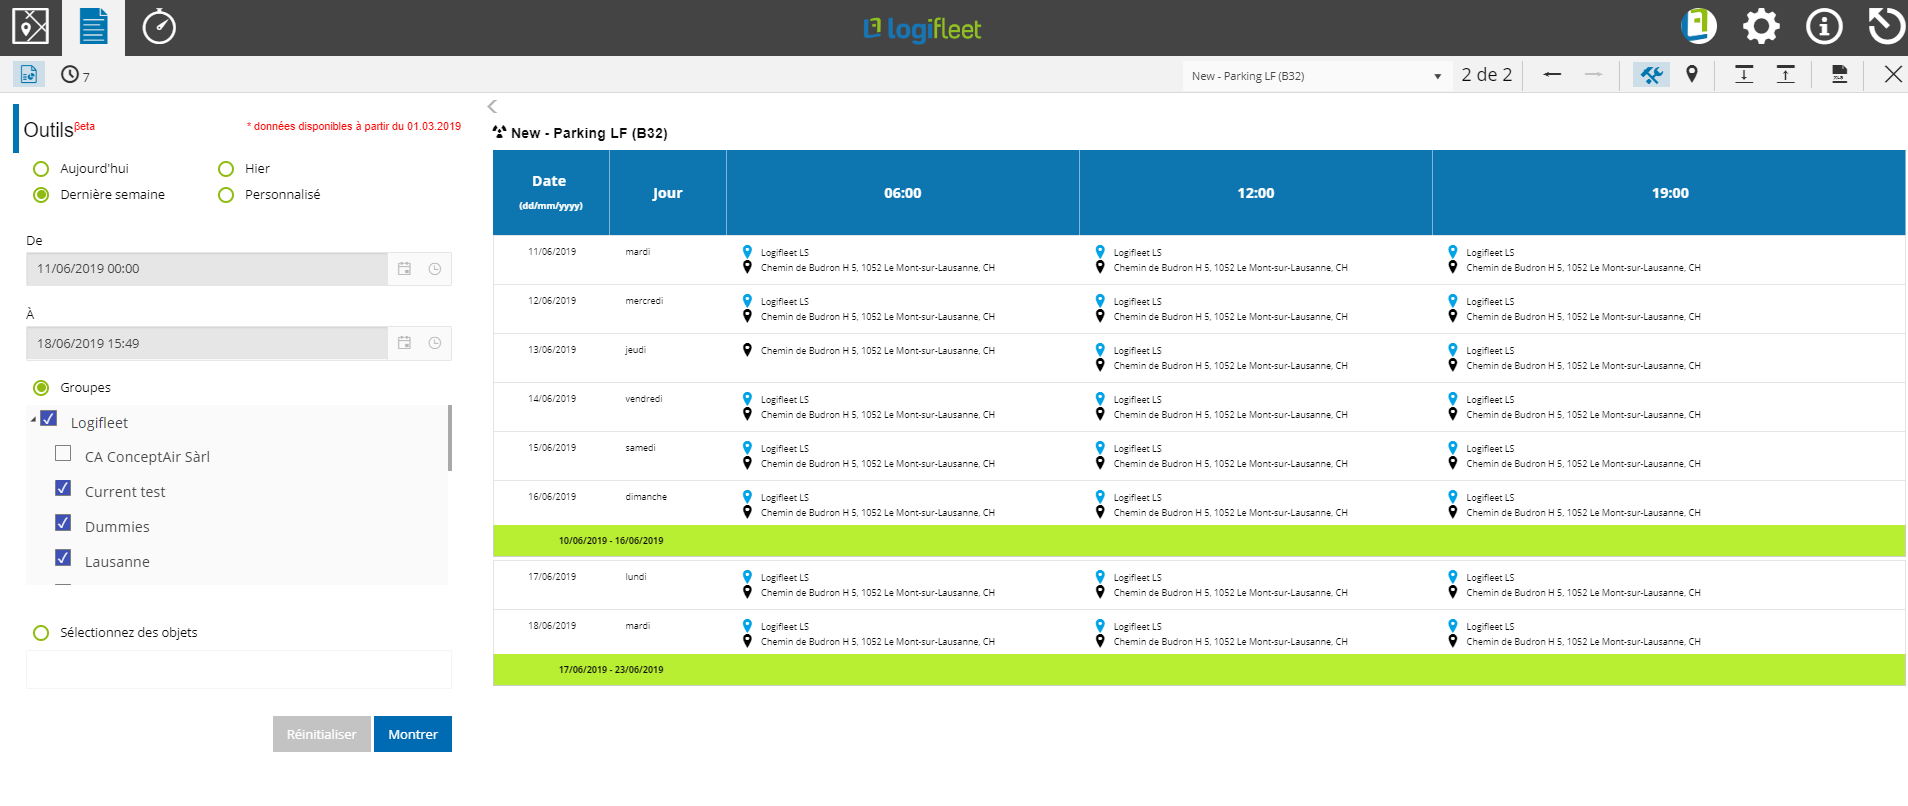 logifleet
7
New - Parking LF (B32)
2 de 2
XLS
Outilsβeta
* données disponibles à partir du 01.03.2019
Aujourd'hui
Hier
Dernière semaine
Personnalisé
De
11/06/2019 00:00
À
18/06/2019 15:49
Groupes
Logifleet
CA ConceptAir Sàrl
Current test
Dummies
Lausanne
Sélectionnez des objets
Réinitialiser
Montrer
New - Parking LF (B32)
Date
(dd/mm/yyyy)
Jour
06:00
12:00
19:00
11/06/2019 mardi Logifleet LS Logifleet LS Logifleet LS
Chemin de Budron H 5, 1052 Le Mont-sur-Lausanne, CH Chemin de Budron H 5, 1052 Le Mont-sur-Lausanne, CH Chemin de Budron H 5, 1052 Le Mont-sur-Lausanne, CH
12/06/2019 mercredi Logifleet LS Logifleet LS Logifleet LS
Chemin de Budron H 5, 1052 Le Mont-sur-Lausanne, CH Chemin de Budron H 5, 1052 Le Mont-sur-Lausanne, CH Chemin de Budron H 5, 1052 Le Mont-sur-Lausanne, CH
13/06/2019 jeudi Chemin de Budron H 5, 1052 Le Mont-sur-Lausanne, CH Logifleet LS Logifleet LS
Chemin de Budron H 5, 1052 Le Mont-sur-Lausanne, CH Chemin de Budron H 5, 1052 Le Mont-sur-Lausanne, CH
14/06/2019 vendredi Logifleet LS Logifleet LS Logifleet LS
Chemin de Budron H 5, 1052 Le Mont-sur-Lausanne, CH Chemin de Budron H 5, 1052 Le Mont-sur-Lausanne, CH Chemin de Budron H 5, 1052 Le Mont-sur-Lausanne, CH
15/06/2019 samedi Logifleet LS Logifleet LS Logifleet LS
Chemin de Budron H 5, 1052 Le Mont-sur-Lausanne, CH Chemin de Budron H 5, 1052 Le Mont-sur-Lausanne, CH Chemin de Budron H 5, 1052 Le Mont-sur-Lausanne, CH
16/06/2019 dimanche Logifleet LS Logifleet LS Logifleet LS
Chemin de Budron H 5, 1052 Le Mont-sur-Lausanne, CH Chemin de Budron H 5, 1052 Le Mont-sur-Lausanne, CH Chemin de Budron H 5, 1052 Le Mont-sur-Lausanne, CH
10/06/2019 - 16/06/2019
17/06/2019 lundi Logifleet LS Logifleet LS Logifleet LS
Chemin de Budron H 5, 1052 Le Mont-sur-Lausanne, CH Chemin de Budron H 5, 1052 Le Mont-sur-Lausanne, CH Chemin de Budron H 5, 1052 Le Mont-sur-Lausanne, CH
18/06/2019 mardi Logifleet LS Logifleet LS Logifleet LS
Chemin de Budron H 5, 1052 Le Mont-sur-Lausanne, CH Chemin de Budron H 5, 1052 Le Mont-sur-Lausanne, CH Chemin de Budron H 5, 1052 Le Mont-sur-Lausanne, CH
17/06/2019 - 23/06/2019